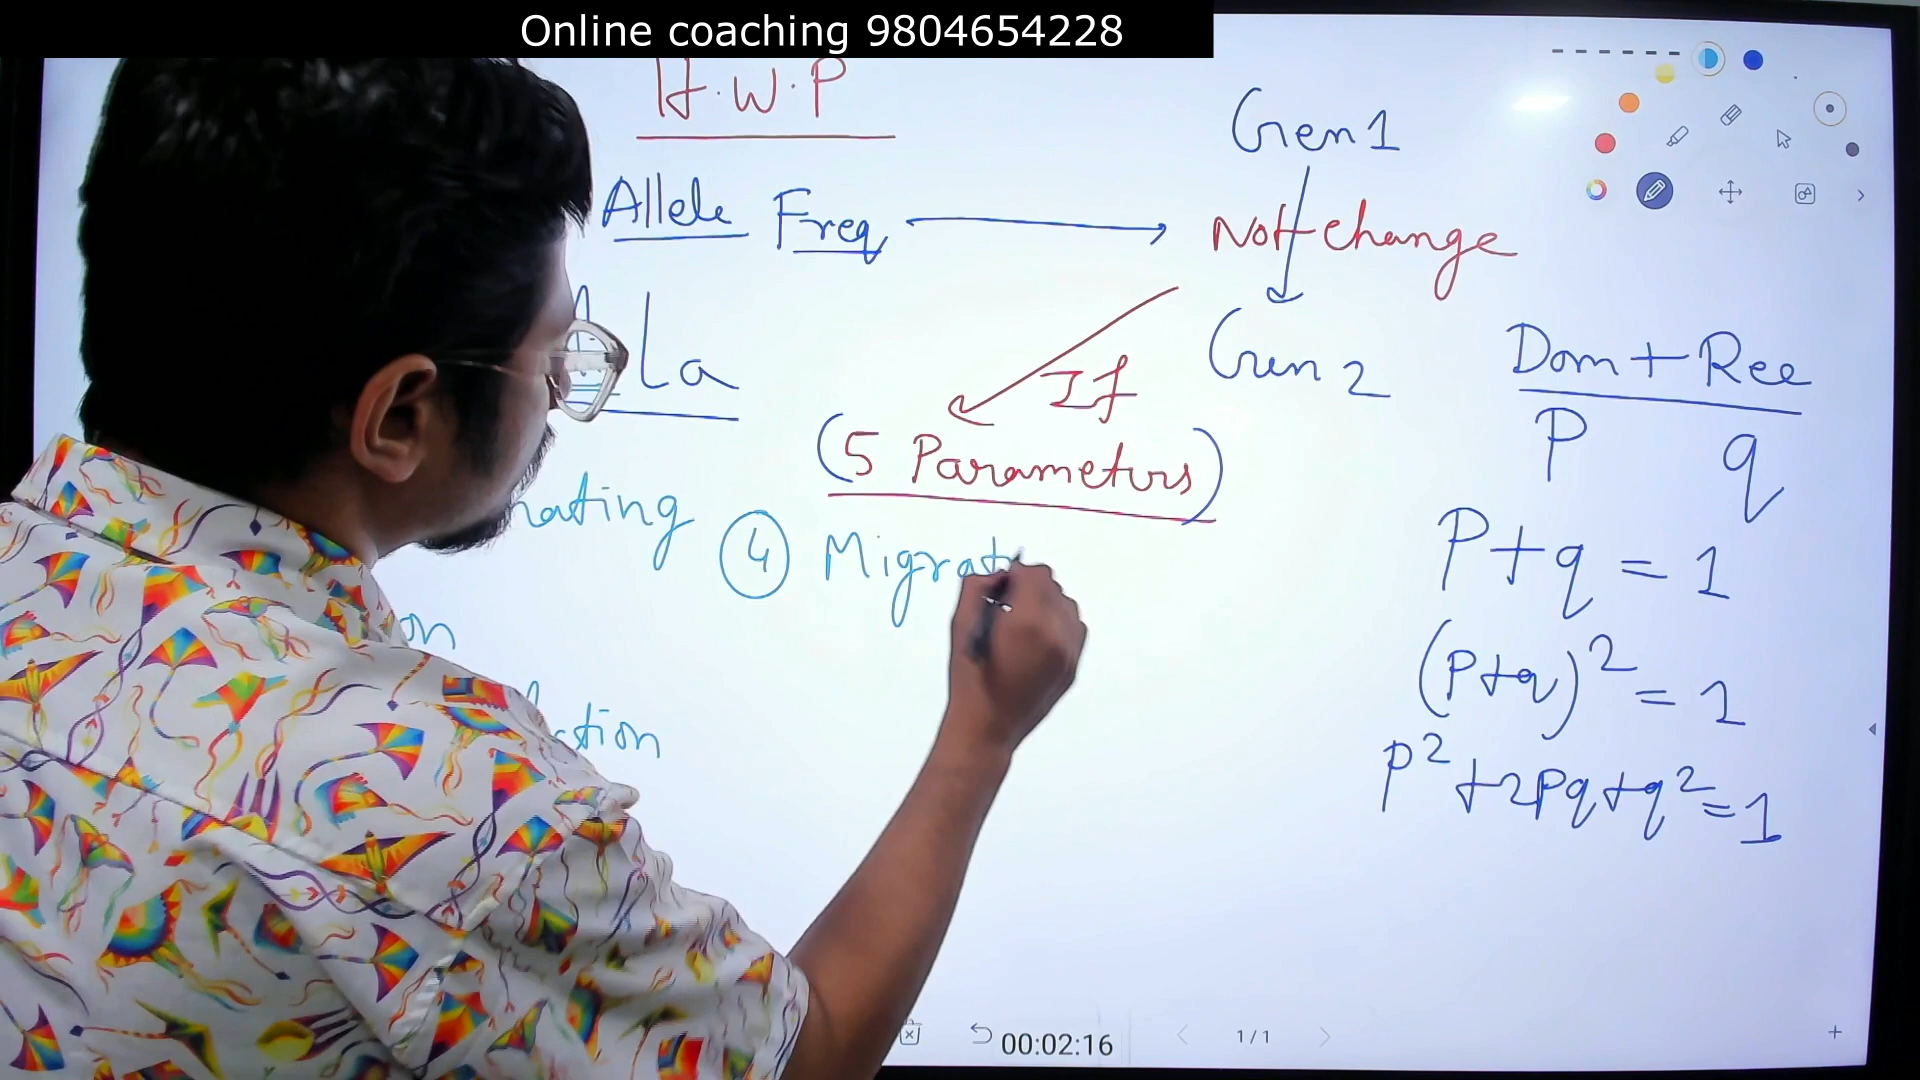 Online coaching 9804654228
H.W.P
Allele Freq
Gen 1
Not change
Gen 2
La
If
(5 Parameters)
mating
④ Migrat
on
ction
Dom + Rec
P q
P+q = 1
(P+q)² = 1
P²+2Pq+q²=1
00:02:16
1/1